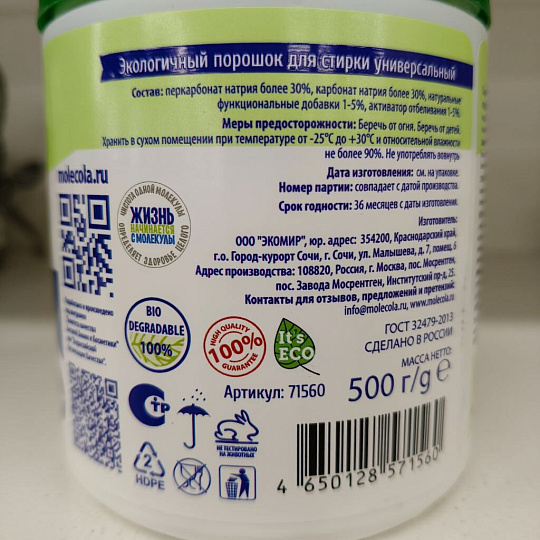 Экологичный порошок для стирки универсальный
Состав: перкарбонат натрия более 30%, карбонат натрия более 30%, натуральные
функциональные добавки 1-5%, активатор отбеливания 1-5%.
Меры предосторожности: Беречь от огня. Беречь от детей.
Хранить в сухом помещении при температуре от -25°С до +30°С и относительной влажности
не более 90%. Не употреблять вовнутрь
molecola.ru
Дата изготовления: см. на упаковке.
Номер партии: совпадает с датой производства.
Срок годности: 36 месяцев с даты изготовления.
ЧИСТОТА ОДНОЙ МОЛЕКУЛЫ
ОПРЕДЕЛЯЕТ ЗДОРОВЬЕ ЦЕЛОГО
ЖИЗНЬ
НАЧИНАЕТСЯ
С МОЛЕКУЛЫ
Изготовитель:
ООО "ЭКОМИР", юр. адрес: 354200, Краснодарский край,
г.о. Город-курорт Сочи, г. Сочи, ул. Малышева, д. 7, помещ. 6
Адрес производства: 108820, Россия, г. Москва, пос. Мосрентген,
пос. Завода Мосрентген, Институтский пр-д, 25.
Контакты для отзывов, предложений и претензий:
info@molecola.ru, www.molecola.ru
BIO
DEGRADABLE
100%
HIGH QUALITY
100%
GUARANTEE
It's
ECO
ГОСТ 32479-2013
СДЕЛАНО В РОССИИ
МАССА НЕТТО:
500 г/g e
Артикул: 71560
СТР
НЕ ТЕСТИРОВАНО
НА ЖИВОТНЫХ
2
HDPE
4 650128 571560